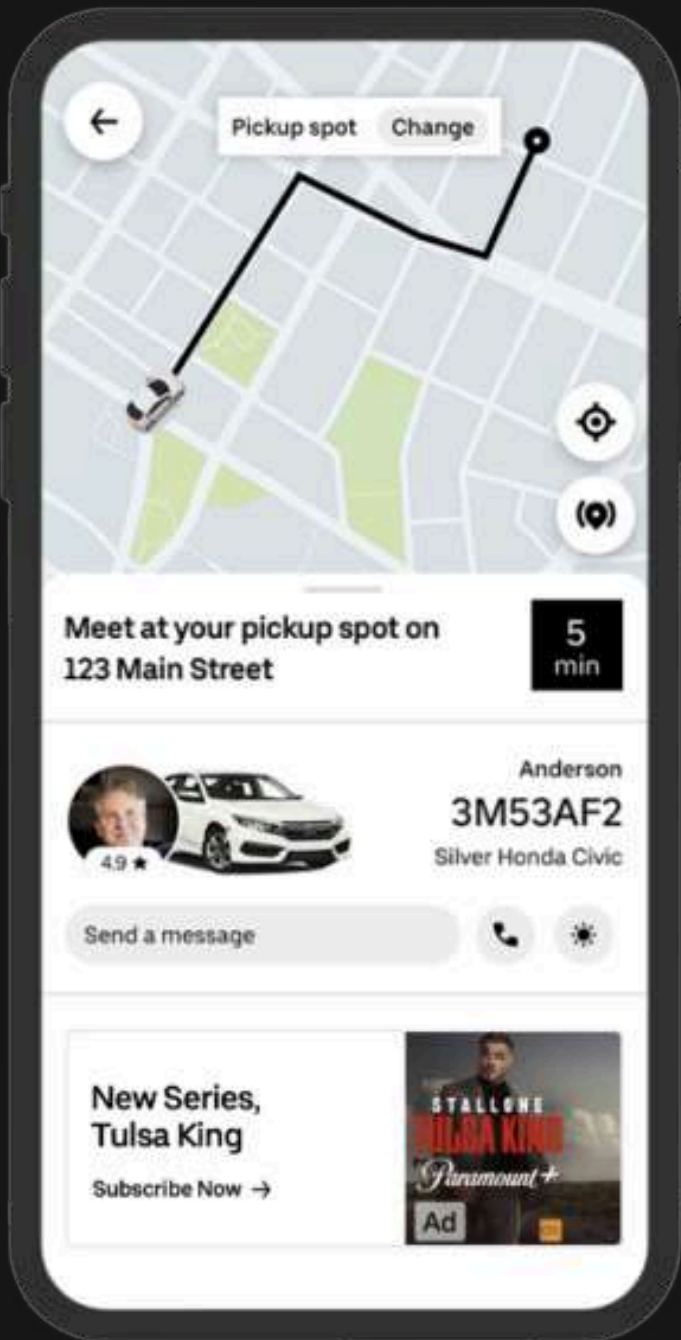 Pickup spot Change
Meet at your pickup spot on
123 Main Street
5
min
Anderson
3M53AF2
Silver Honda Civic
4.9 ★
Send a message
New Series,
Tulsa King
Subscribe Now →
STALLONE
TULSA KING
Paramount+
Ad